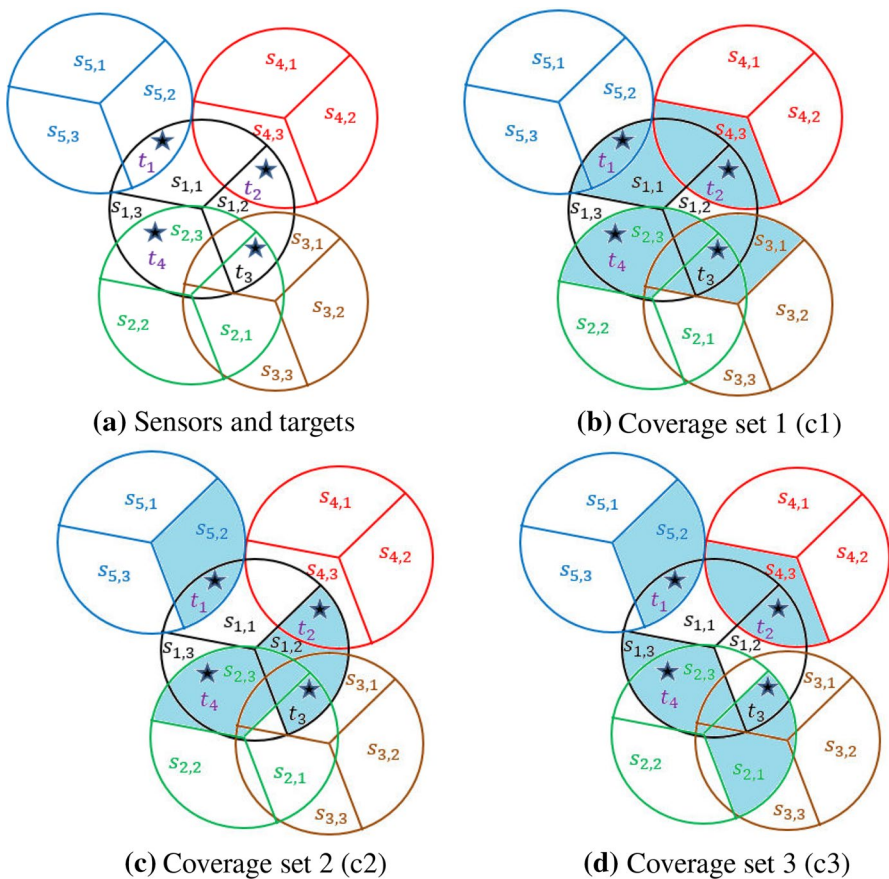 s5,1
s4,1
s5,2
s4,2
s5,3
s4,3
t1
t2
s1,1
s1,2
s1,3
s2,3
s3,1
t4
t3
s2,2
s2,1
s3,2
s3,3
(a) Sensors and targets
s5,1
s4,1
s5,2
s4,2
s5,3
s4,3
t1
t2
s1,1
s1,2
s1,3
s2,3
s3,1
t4
t3
s2,2
s2,1
s3,2
s3,3
(b) Coverage set 1 (c1)
s5,1
s4,1
s5,2
s4,2
s5,3
s4,3
t1
t2
s1,1
s1,2
s1,3
s2,3
s3,1
t4
t3
s2,2
s2,1
s3,2
s3,3
(c) Coverage set 2 (c2)
s5,1
s4,1
s5,2
s4,2
s5,3
s4,3
t1
t2
s1,1
s1,2
s1,3
s2,3
s3,1
t4
t3
s2,2
s2,1
s3,2
s3,3
(d) Coverage set 3 (c3)